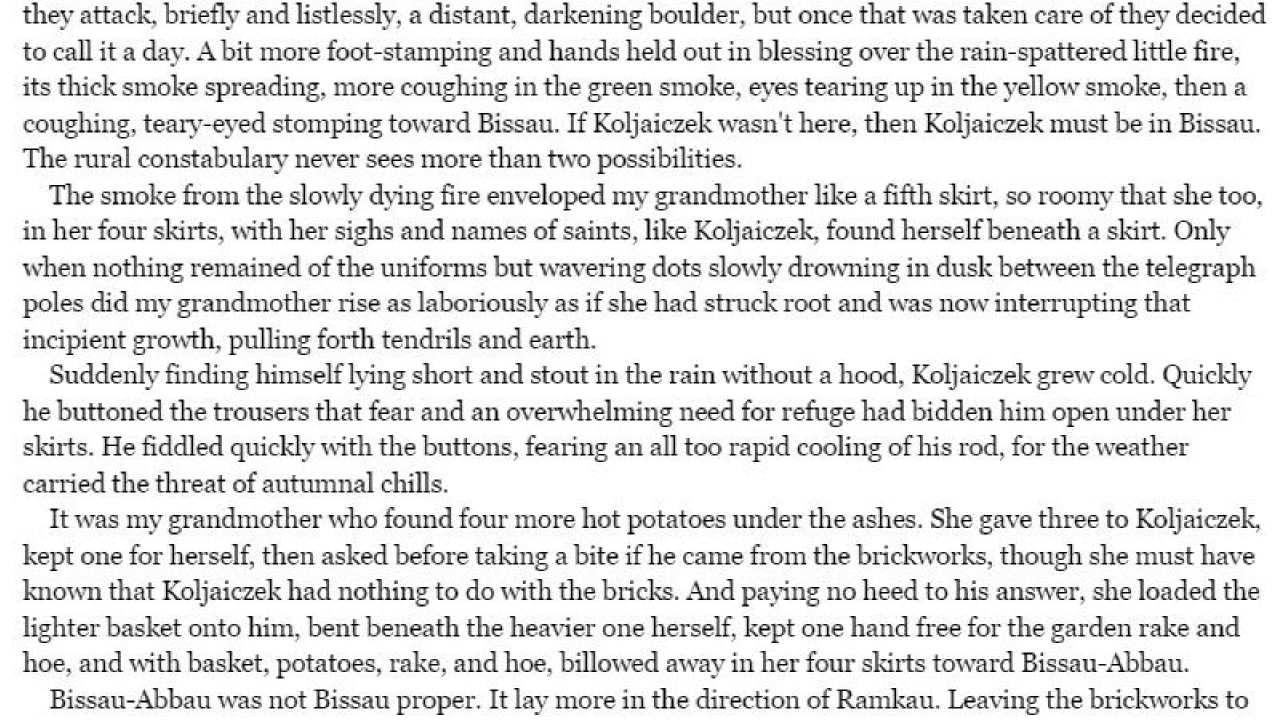 they attack, briefly and listlessly, a distant, darkening boulder, but once that was taken care of they decided
to call it a day. A bit more foot-stamping and hands held out in blessing over the rain-spattered little fire,
its thick smoke spreading, more coughing in the green smoke, eyes tearing up in the yellow smoke, then a
coughing, teary-eyed stomping toward Bissau. If Koljaiczek wasn't here, then Koljaiczek must be in Bissau.
The rural constabulary never sees more than two possibilities.
The smoke from the slowly dying fire enveloped my grandmother like a fifth skirt, so roomy that she too,
in her four skirts, with her sighs and names of saints, like Koljaiczek, found herself beneath a skirt. Only
when nothing remained of the uniforms but wavering dots slowly drowning in dusk between the telegraph
poles did my grandmother rise as laboriously as if she had struck root and was now interrupting that
incipient growth, pulling forth tendrils and earth.
Suddenly finding himself lying short and stout in the rain without a hood, Koljaiczek grew cold. Quickly
he buttoned the trousers that fear and an overwhelming need for refuge had bidden him open under her
skirts. He fiddled quickly with the buttons, fearing an all too rapid cooling of his rod, for the weather
carried the threat of autumnal chills.
It was my grandmother who found four more hot potatoes under the ashes. She gave three to Koljaiczek,
kept one for herself, then asked before taking a bite if he came from the brickworks, though she must have
known that Koljaiczek had nothing to do with the bricks. And paying no heed to his answer, she loaded the
lighter basket onto him, bent beneath the heavier one herself, kept one hand free for the garden rake and
hoe, and with basket, potatoes, rake, and hoe, billowed away in her four skirts toward Bissau-Abbau.
Bissau-Abbau was not Bissau proper. It lay more in the direction of Ramkau. Leaving the brickworks to